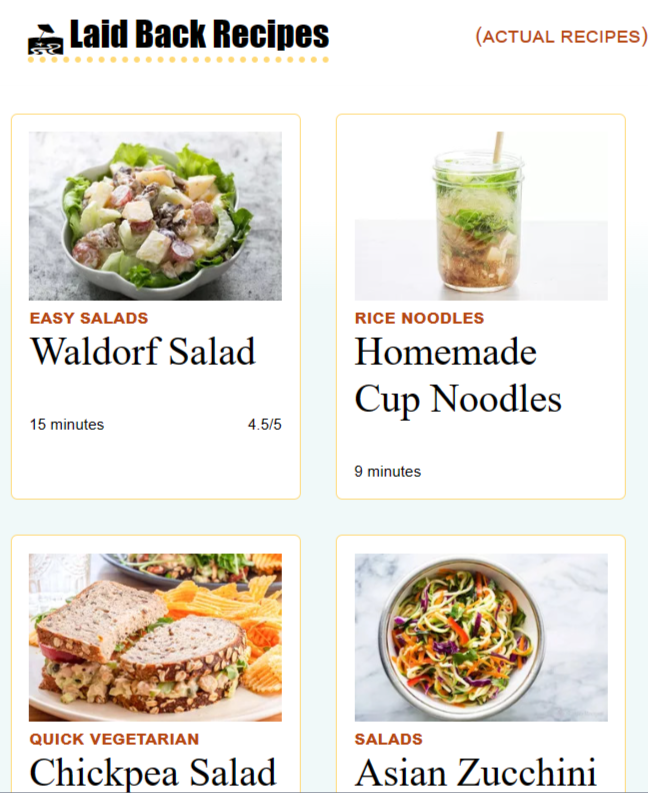 Laid Back Recipes
(ACTUAL RECIPES)
EASY SALADS
Waldorf Salad
15 minutes
4.5/5
RICE NOODLES
Homemade
Cup Noodles
9 minutes
QUICK VEGETARIAN
Chickpea Salad
SALADS
Asian Zucchini